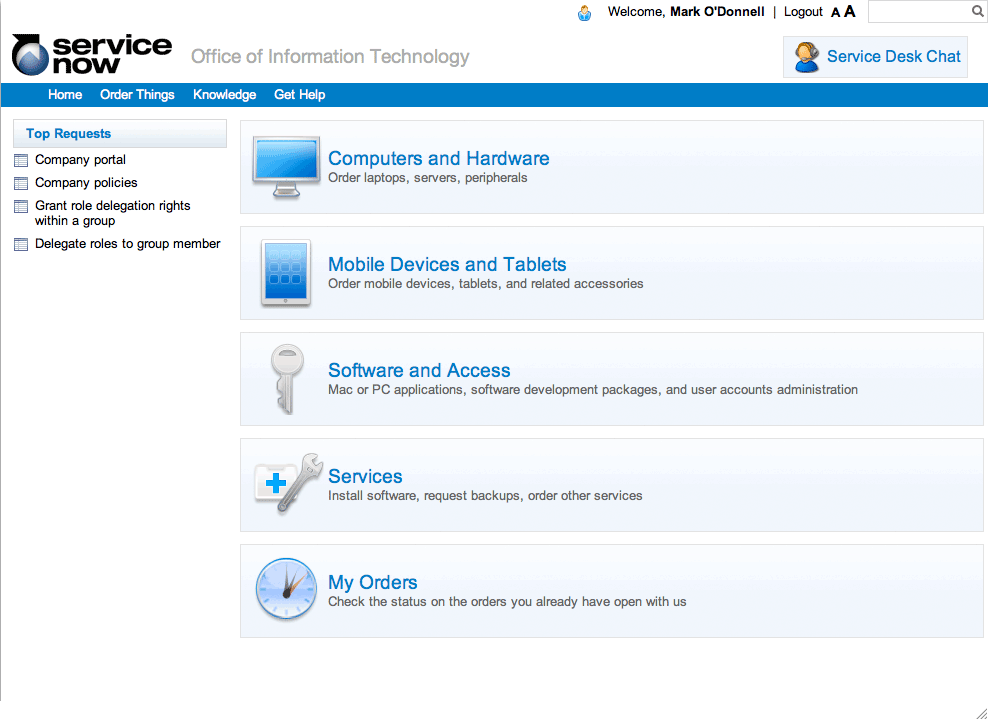 Welcome, Mark O'Donnell | Logout A A
service
now
Office of Information Technology
Service Desk Chat
Home Order Things Knowledge Get Help
Top Requests
Company portal
Company policies
Grant role delegation rights
within a group
Delegate roles to group member
Computers and Hardware
Order laptops, servers, peripherals
Mobile Devices and Tablets
Order mobile devices, tablets, and related accessories
Software and Access
Mac or PC applications, software development packages, and user accounts administration
Services
Install software, request backups, order other services
My Orders
Check the status on the orders you already have open with us